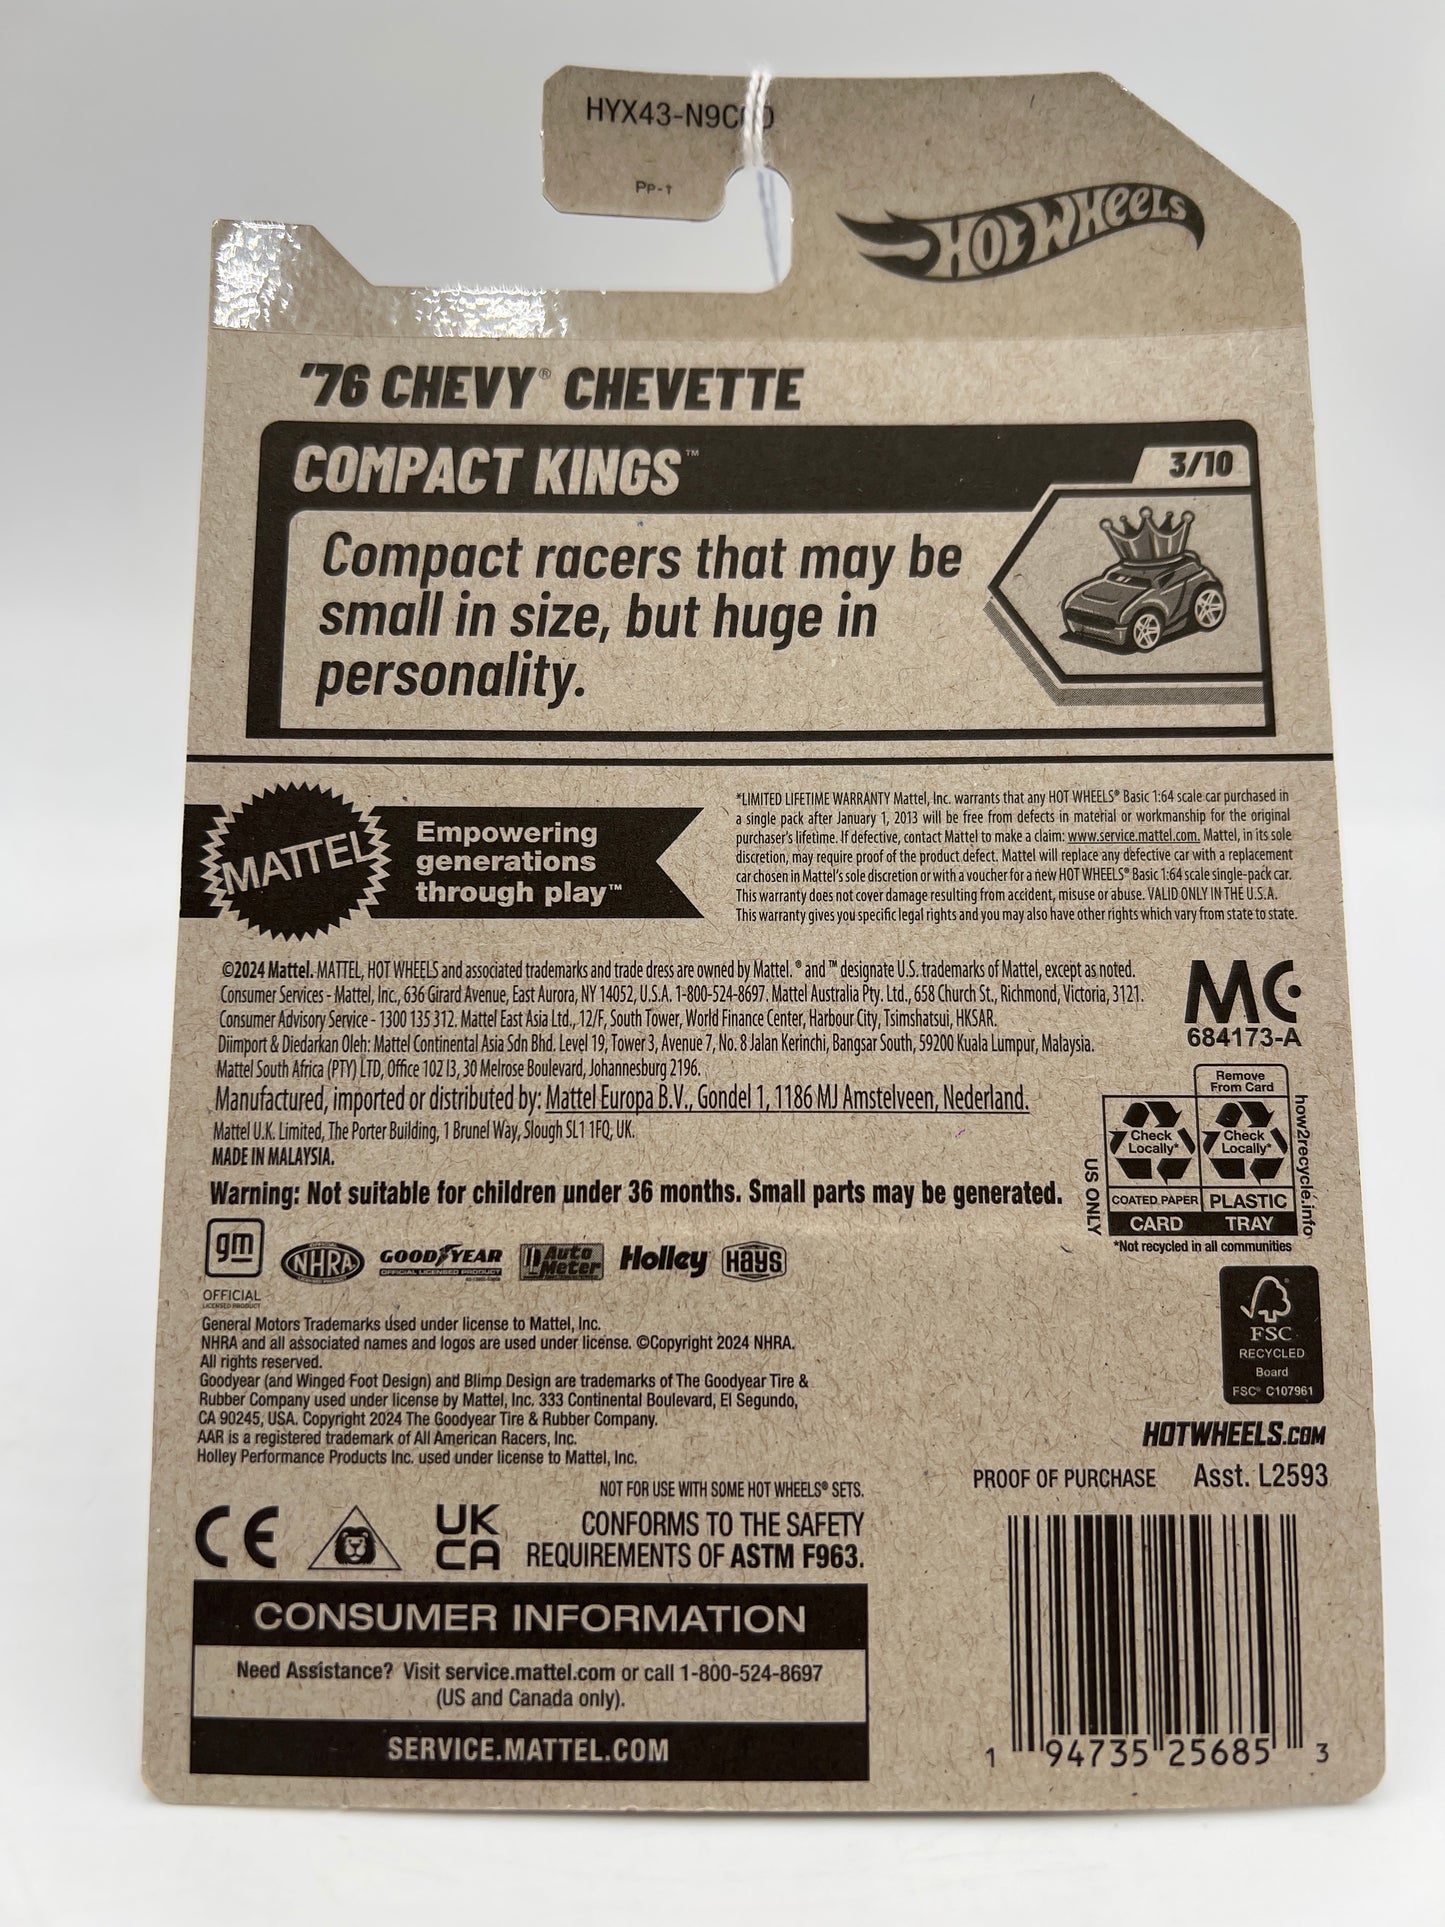 HYX43-N9C
PP-1
HOT WHEELS
'76 CHEVY® CHEVETTE
COMPACT KINGS™
3/10
Compact racers that may be
small in size, but huge in
personality.
MATTEL
Empowering
generations
through play™
*LIMITED LIFETIME WARRANTY Mattel, Inc. warrants that any HOT WHEELS® Basic 1:64 scale car purchased in
a single pack after January 1, 2013 will be free from defects in material or workmanship for the original
purchaser's lifetime. If defective, contact Mattel to make a claim: www.service.mattel.com. Mattel, in its sole
discretion, may require proof of the product defect. Mattel will replace any defective car with a replacement
car chosen in Mattel's sole discretion or with a voucher for a new HOT WHEELS® Basic 1:64 scale single-pack car.
This warranty does not cover damage resulting from accident, misuse or abuse. VALID ONLY IN THE U.S.A.
This warranty gives you specific legal rights and you may also have other rights which vary from state to state.
©2024 Mattel. MATTEL, HOT WHEELS and associated trademarks and trade dress are owned by Mattel. ® and ™ designate U.S. trademarks of Mattel, except as noted.
Consumer Services - Mattel, Inc., 636 Girard Avenue, East Aurora, NY 14052, U.S.A. 1-800-524-8697. Mattel Australia Pty. Ltd., 658 Church St., Richmond, Victoria, 3121.
Consumer Advisory Service - 1300 135 312. Mattel East Asia Ltd., 12/F, South Tower, World Finance Center, Harbour City, Tsimshatsui, HKSAR.
Diimport & Diedarkan Oleh: Mattel Continental Asia Sdn Bhd. Level 19, Tower 3, Avenue 7, No. 8 Jalan Kerinchi, Bangsar South, 59200 Kuala Lumpur, Malaysia.
Mattel South Africa (PTY) LTD, Office 102 I3, 30 Melrose Boulevard, Johannesburg 2196.
Manufactured, imported or distributed by: Mattel Europa B.V., Gondel 1, 1186 MJ Amstelveen, Nederland.
Mattel U.K. Limited, The Porter Building, 1 Brunel Way, Slough SL1 1FQ, UK.
MADE IN MALAYSIA.
Warning: Not suitable for children under 36 months. Small parts may be generated.
MC
684173-A
Remove
From Card
Check
Locally*
Check
Locally*
COATED PAPER
PLASTIC
CARD
TRAY
US ONLY
how2recycle.info
*Not recycled in all communities
gm
OFFICIAL
LICENSED PRODUCT
NHRA
GOODYEAR
OFFICIAL LICENSED PRODUCT
Auto
Meter
Holley
HAYS
FSC
RECYCLED
Board
FSC® C107961
General Motors Trademarks used under license to Mattel, Inc.
NHRA and all associated names and logos are used under license. ©Copyright 2024 NHRA.
All rights reserved.
Goodyear (and Winged Foot Design) and Blimp Design are trademarks of The Goodyear Tire &
Rubber Company used under license by Mattel, Inc. 333 Continental Boulevard, El Segundo,
CA 90245, USA. Copyright 2024 The Goodyear Tire & Rubber Company.
AAR is a registered trademark of All American Racers, Inc.
Holley Performance Products Inc. used under license to Mattel, Inc.
HOTWHEELS.COM
PROOF OF PURCHASE Asst. L2593
NOT FOR USE WITH SOME HOT WHEELS® SETS.
CE
UK
CA
CONFORMS TO THE SAFETY
REQUIREMENTS OF ASTM F963.
CONSUMER INFORMATION
Need Assistance? Visit service.mattel.com or call 1-800-524-8697
(US and Canada only).
SERVICE.MATTEL.COM
1 94735 25685 3